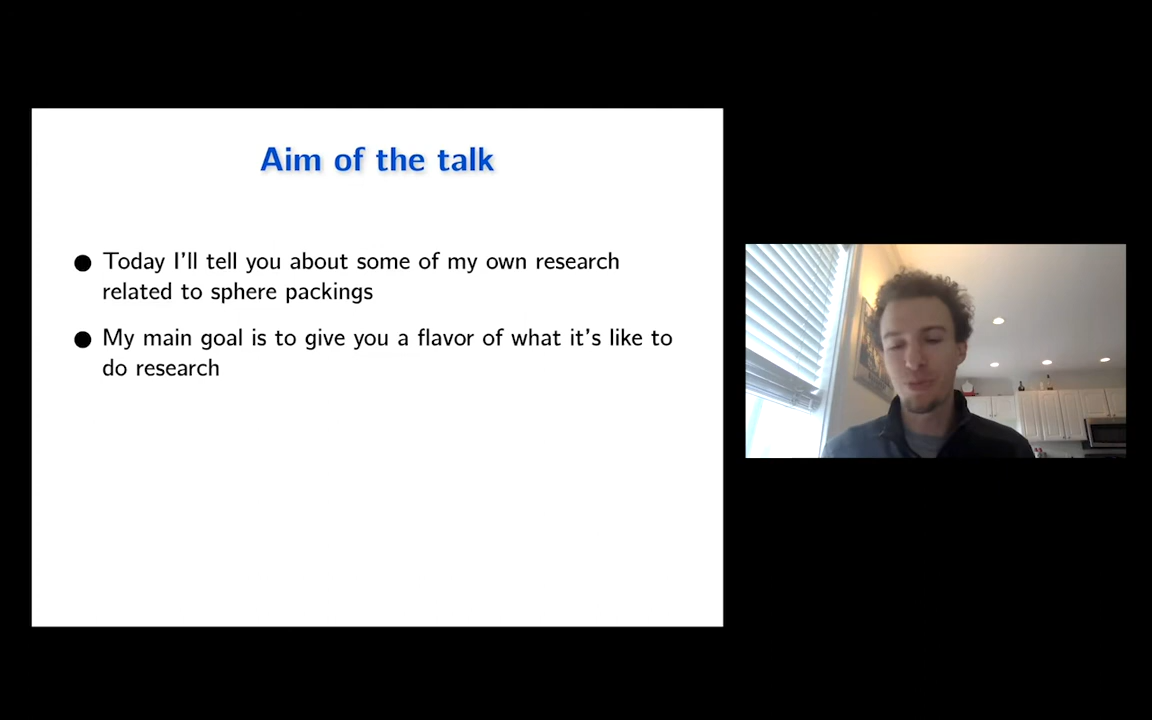 Aim of the talk
● Today I'll tell you about some of my own research
related to sphere packings
● My main goal is to give you a flavor of what it's like to
do research